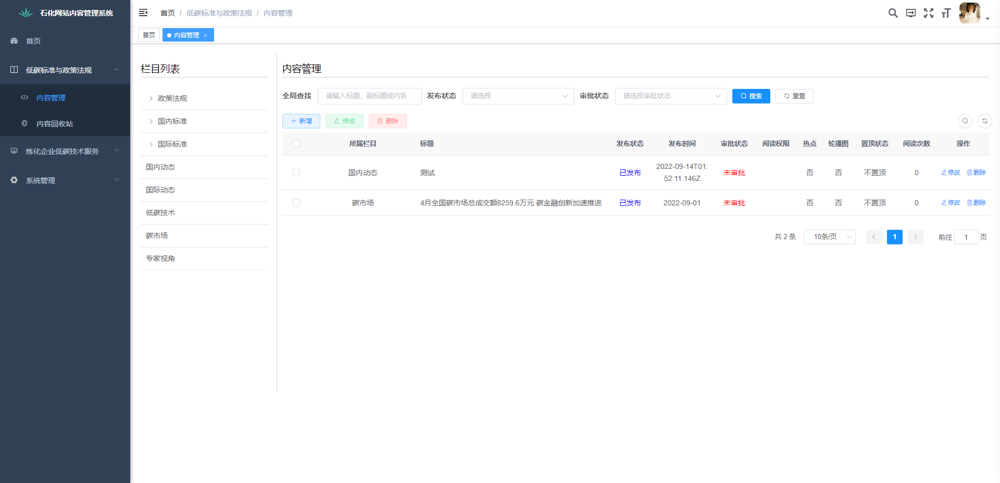 石化网站内容管理系统
首页
低碳标准与政策法规
内容管理
内容回收站
炼化企业低碳技术服务
系统管理
首页 / 低碳标准与政策法规 / 内容管理
首页
内容管理 ×
栏目列表
政策法规
国内标准
国际标准
国内动态
国际动态
低碳技术
碳市场
专家视角
内容管理
全局查找 请输入标题、副标题或内容 发布状态 请选择 审批状态 请选择审批状态 搜索 重置
新增 修改 删除
所属栏目 标题 发布状态 发布时间 审批状态 阅读权限 热点 轮播图 置顶状态 阅读次数 操作
国内动态 测试 已发布 2022-09-14T01:52:11.146Z 未审批 否 否 不置顶 0 修改 删除
碳市场 4月全国碳市场总成交额8259.6万元 碳金融创新加速推进 已发布 2022-09-01 未审批 否 否 不置顶 0 修改 删除
共 2 条 10条/页 1 前往 1 页